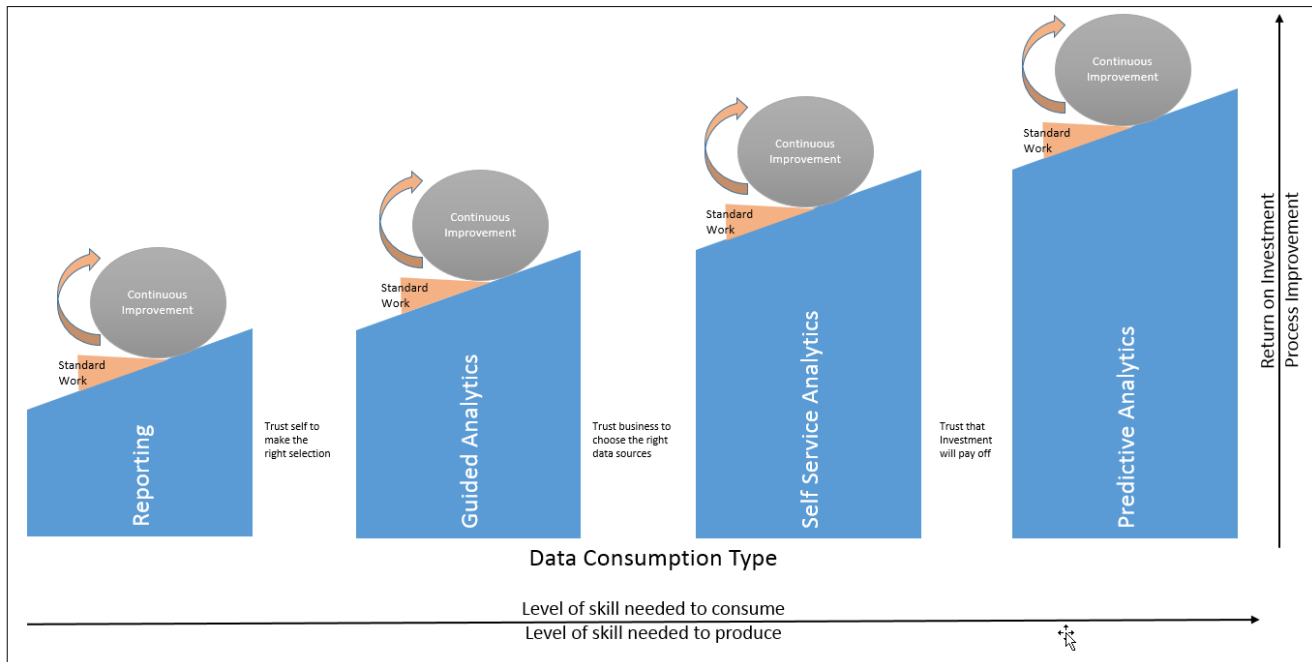 Continuous
Improvement
Standard
Work
Reporting
Trust self to
make the
right selection
Continuous
Improvement
Standard
Work
Guided Analytics
Trust business to
choose the right
data sources
Continuous
Improvement
Standard
Work
Self Service Analytics
Trust that
Investment
will pay off
Continuous
Improvement
Standard
Work
Predictive Analytics
Return on Investment
Process Improvement
Data Consumption Type
Level of skill needed to consume
Level of skill needed to produce